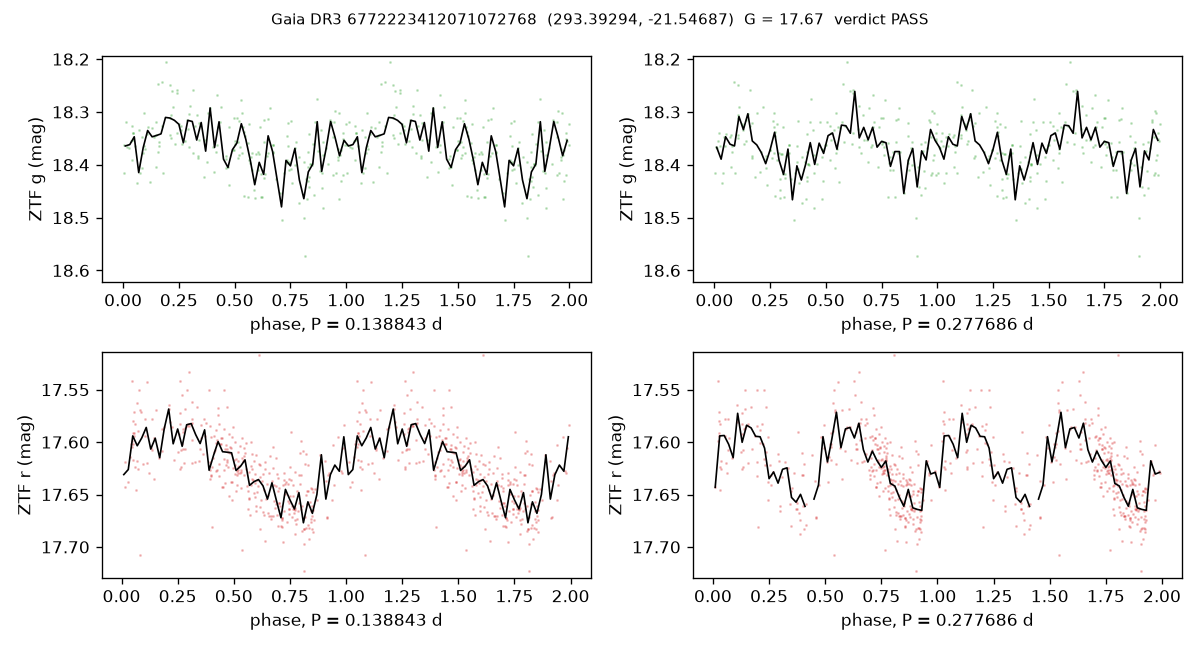 Gaia DR3 6772223412071072768 (293.39294, -21.54687) G = 17.67 verdict PASS
ZTF g (mag)
18.2
18.3
18.4
18.5
18.6
0.00 0.25 0.50 0.75 1.00 1.25 1.50 1.75 2.00
phase, P = 0.138843 d
ZTF g (mag)
18.2
18.3
18.4
18.5
18.6
0.00 0.25 0.50 0.75 1.00 1.25 1.50 1.75 2.00
phase, P = 0.277686 d
ZTF r (mag)
17.55
17.60
17.65
17.70
0.00 0.25 0.50 0.75 1.00 1.25 1.50 1.75 2.00
phase, P = 0.138843 d
ZTF r (mag)
17.55
17.60
17.65
17.70
0.00 0.25 0.50 0.75 1.00 1.25 1.50 1.75 2.00
phase, P = 0.277686 d